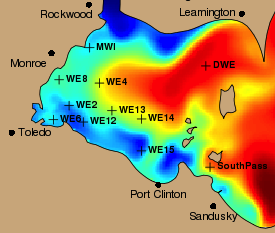 Rockwood
Leamington
MWI
Monroe
DWE
WE8
WE4
WE2
WE13
WE6
WE12
WE14
Toledo
WE15
SouthPass
Port Clinton
Sandusky